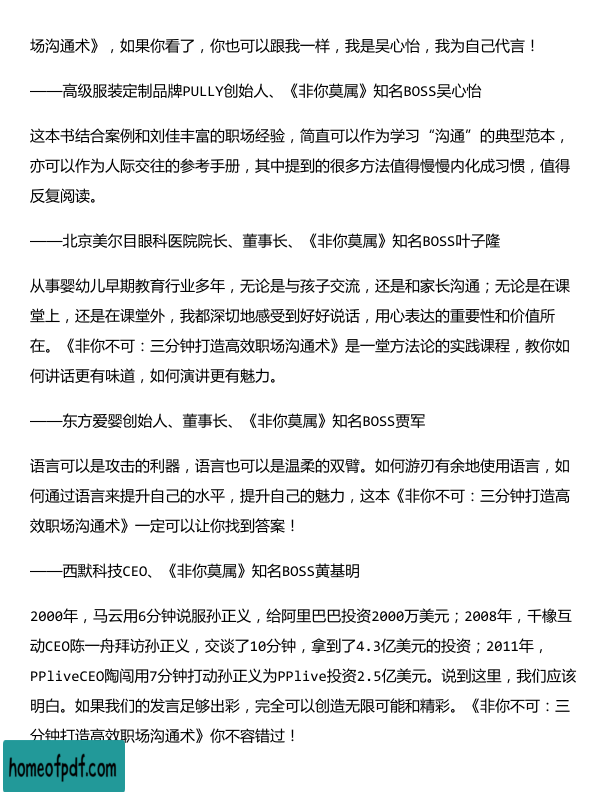 场沟通术》，如果你看了，你也可以跟我一样，我是吴心怡，我为自己代言！
——高级服装定制品牌PULLY创始人、《非你莫属》知名BOSS吴心怡
这本书结合案例和刘佳丰富的职场经验，简直可以作为学习“沟通”的典型范本，
亦可以作为人际交往的参考手册，其中提到的很多方法值得慢慢内化成习惯，值得
反复阅读。
——北京美尔目眼科医院院长、董事长、《非你莫属》知名BOSS叶子隆
从事婴幼儿早期教育行业多年，无论是与孩子交流，还是和家长沟通；无论是在课
堂上，还是在课堂外，我都深切地感受到好好说话，用心表达的重要性和价值所
在。《非你不可：三分钟打造高效职场沟通术》是一堂方法论的实践课程，教你如
何讲话更有味道，如何演讲更有魅力。
——东方爱婴创始人、董事长、《非你莫属》知名BOSS贾军
语言可以是攻击的利器，语言也可以是温柔的双臂。如何游刃有余地使用语言，如
何通过语言来提升自己的水平，提升自己的魅力，这本《非你不可：三分钟打造高
效职场沟通术》一定可以让你找到答案！
——西默科技CEO、《非你莫属》知名BOSS黄基明
2000年，马云用6分钟说服孙正义，给阿里巴巴投资2000万美元；2008年，千橡互
动CEO陈一舟拜访孙正义，交谈了10分钟，拿到了4.3亿美元的投资；2011年，
PPliveCEO陶闯用7分钟打动孙正义为PPlive投资2.5亿美元。说到这里，我们应该
明白。如果我们的发言足够出彩，完全可以创造无限可能和精彩。《非你不可：三
分钟打造高效职场沟通术》你不容错过！
homeofpdf.com